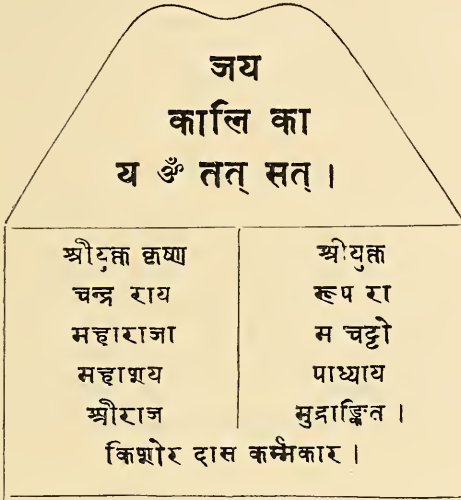 जय
कालि का
य ॐ तत् सत् ।
श्रीयुक्त कृष्ण
चन्द्र राय
महाराजा
महाशय
श्रीराज
श्रीयुक्त
रूप रा
म चट्टो
पाध्याय
मुद्राङ्कित ।
किशोर दास कर्म्मकार ।